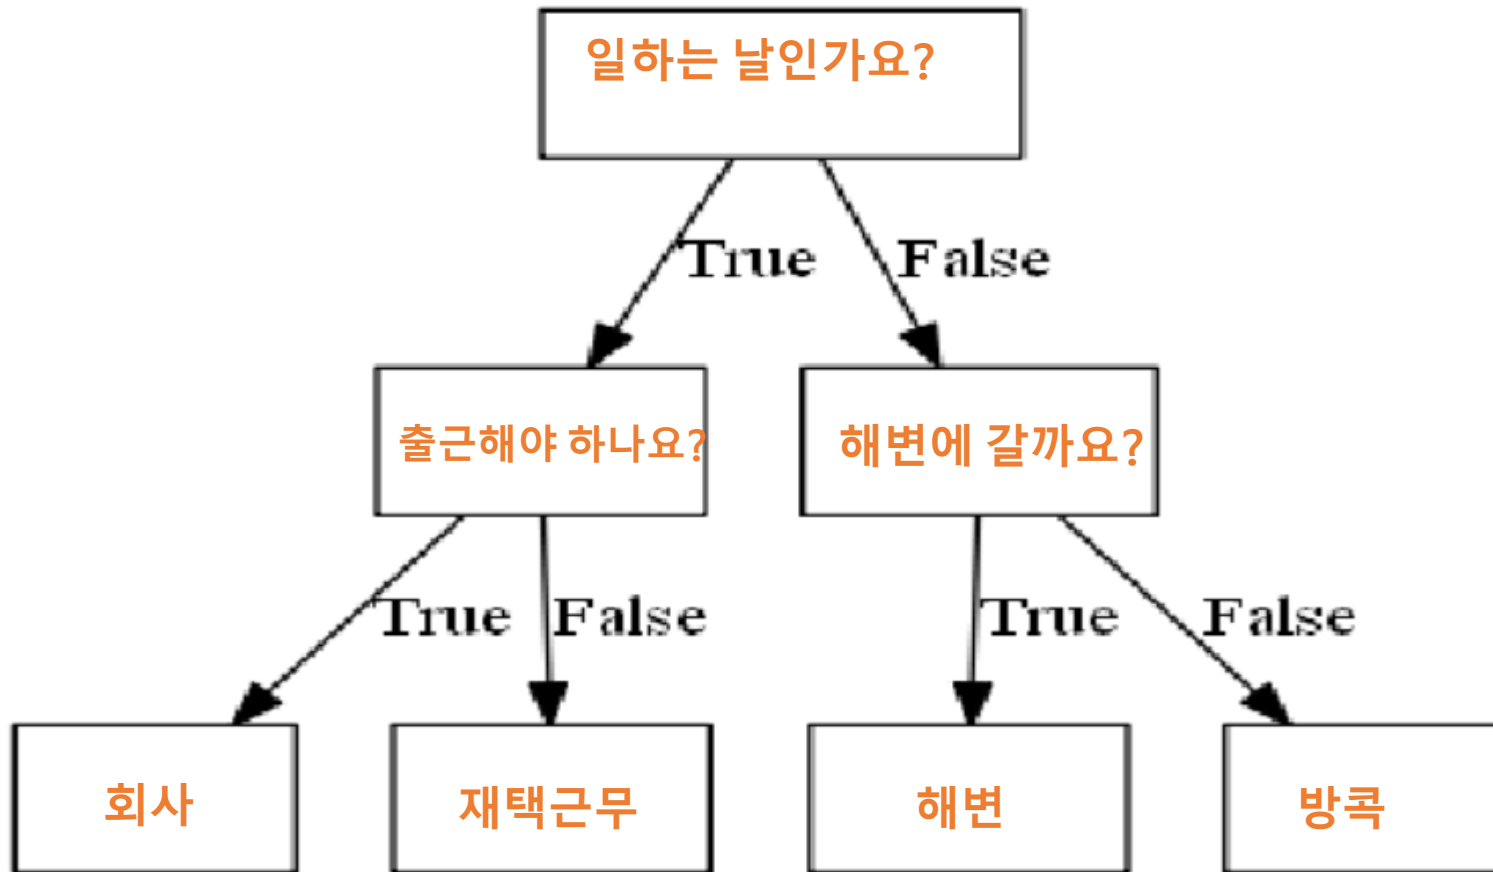 일하는 날인가요?
True
False
출근해야 하나요?
해변에 갈까요?
True
False
True
False
회사
재택근무
해변
방콕